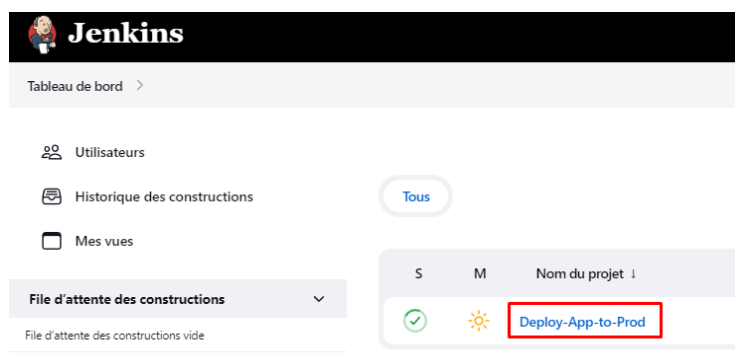 Jenkins
Tableau de bord >
Utilisateurs
Historique des constructions
Mes vues
File d'attente des constructions
File d'attente des constructions vide
Tous
S M Nom du projet ↓
Deploy-App-to-Prod